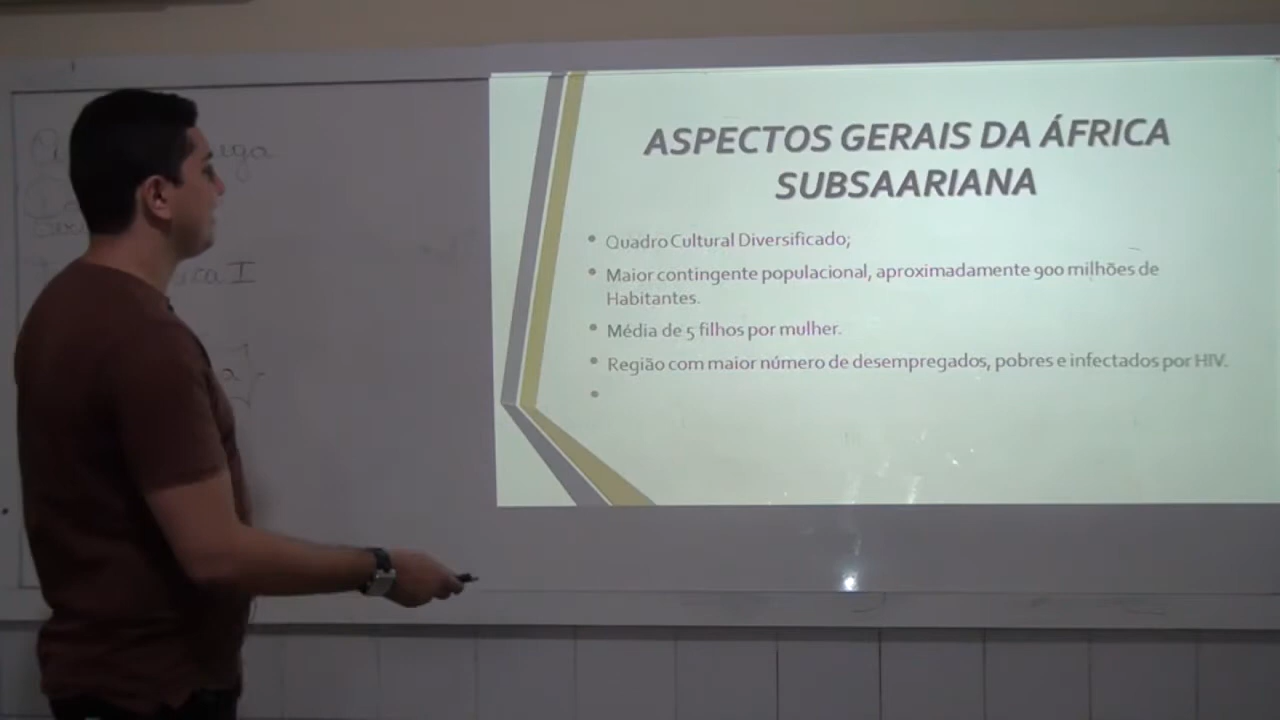 ASPECTOS GERAIS DA ÁFRICA
SUBSAARIANA
• Quadro Cultural Diversificado;
• Maior contingente populacional, aproximadamente 900 milhões de
Habitantes.
• Média de 5 filhos por mulher.
• Região com maior número de desempregados, pobres e infectados por HIV.
•